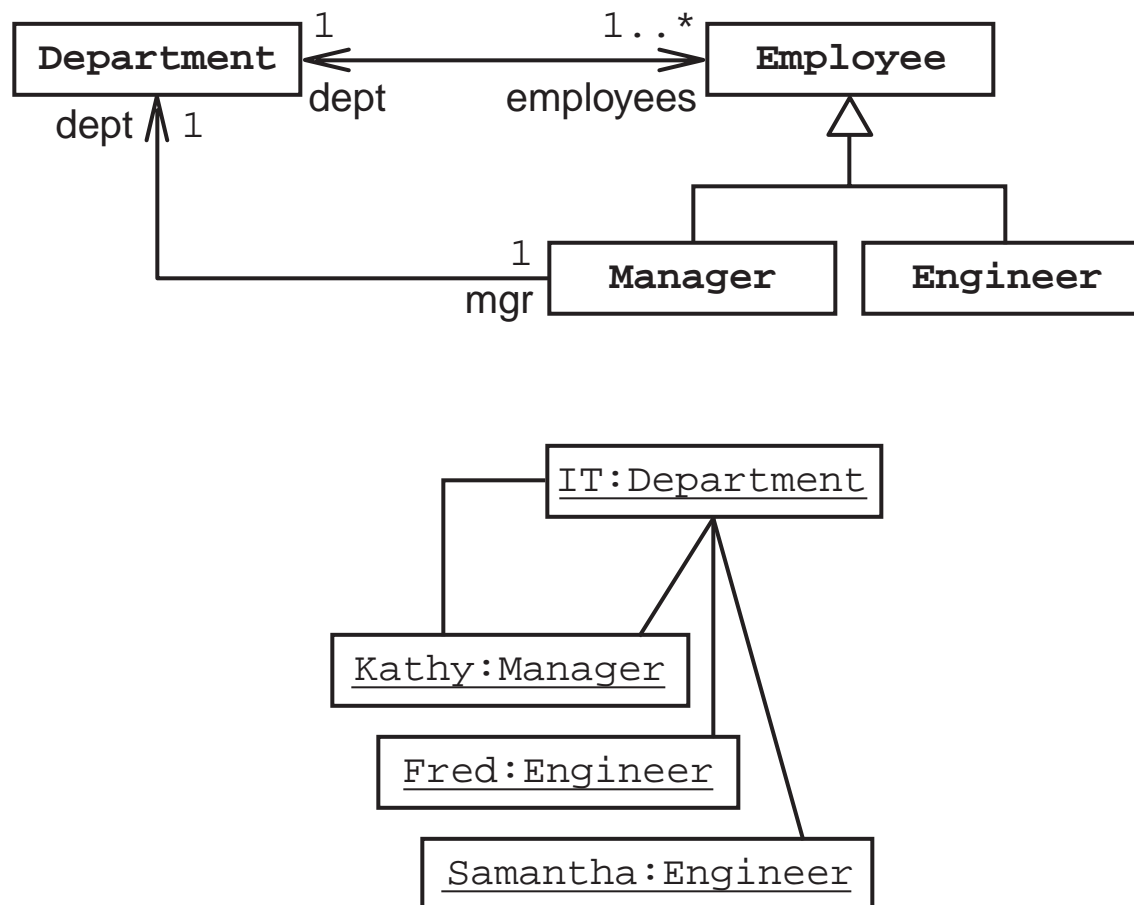 1 1..*
Department Employee
dept employees
dept 1
1
Manager Engineer
mgr
IT:Department
Kathy:Manager
Fred:Engineer
Samantha:Engineer